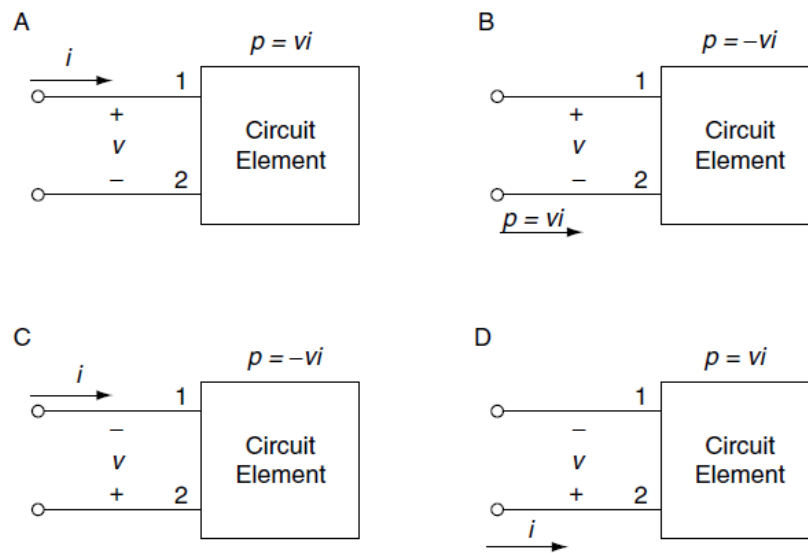 A
p = vi
i
1
+
v
–
2
Circuit
Element
B
p = –vi
1
+
v
–
2
Circuit
Element
p = vi
C
p = –vi
i
1
–
v
+
2
Circuit
Element
D
p = vi
1
–
v
+
2
Circuit
Element
i